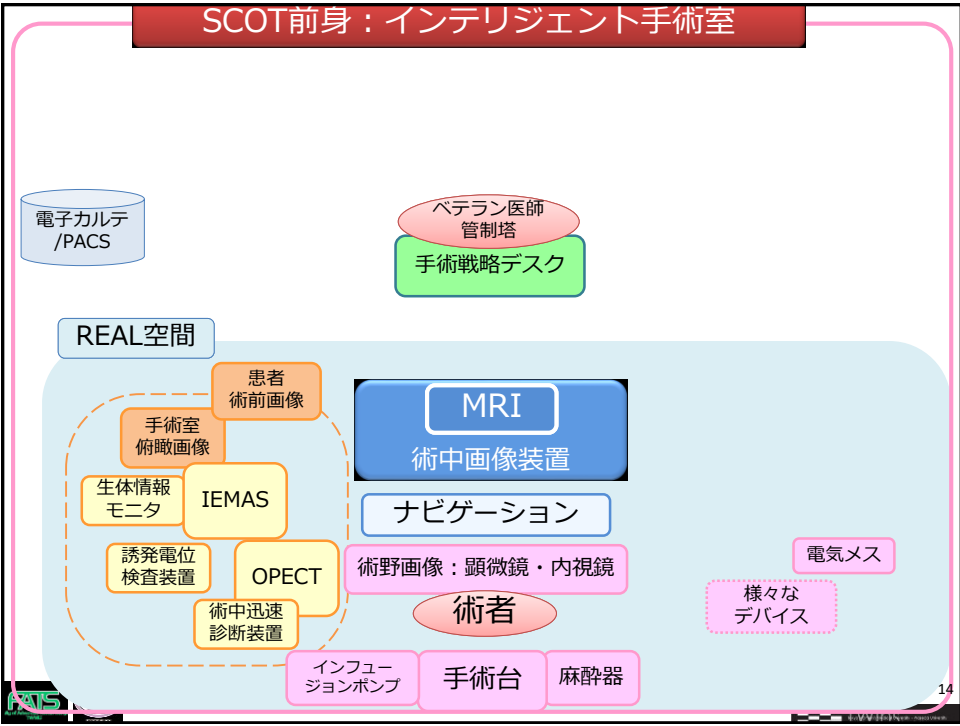 SCOT前身：インテリジェント手術室
電子カルテ
/PACS
ベテラン医師
管制塔
手術戦略デスク
REAL空間
患者
術前画像
手術室
俯瞰画像
生体情報
モニタ
IEMAS
誘発電位
検査装置
OPECT
術中迅速
診断装置
MRI
術中画像装置
ナビゲーション
術野画像：顕微鏡・内視鏡
術者
電気メス
様々な
デバイス
インフュー
ジョンポンプ
手術台
麻酔器
FATS
14